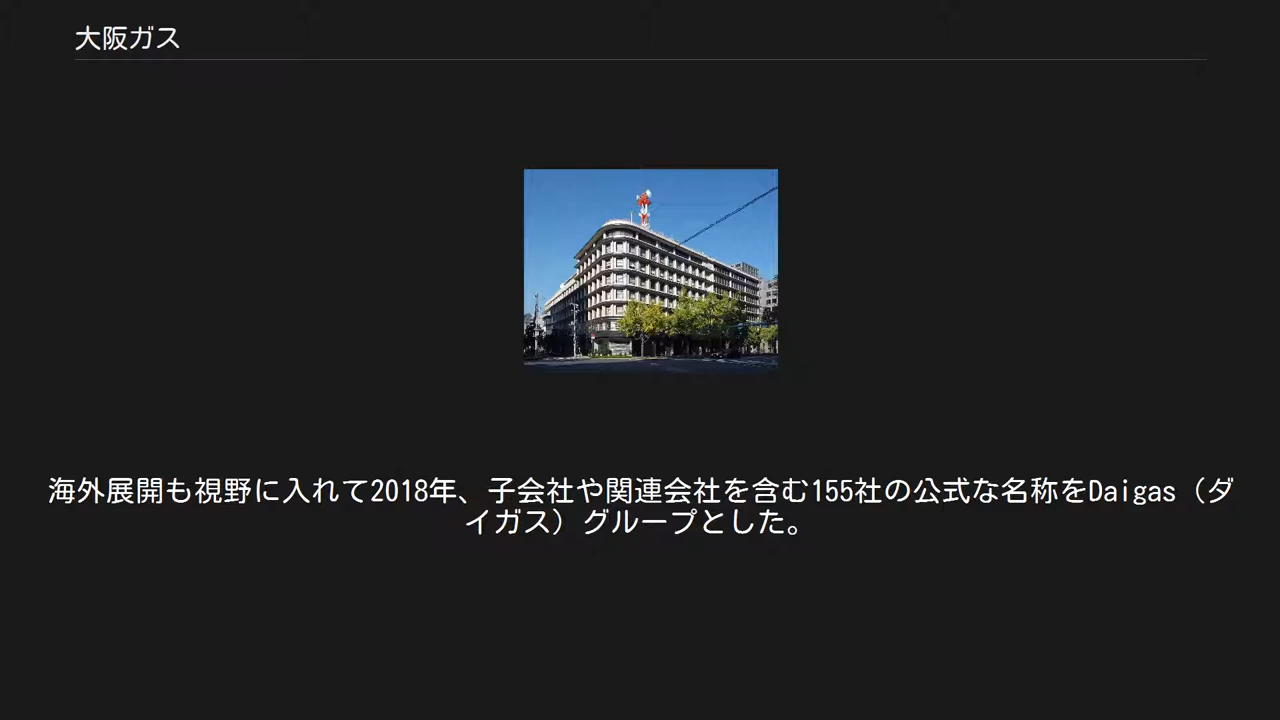 大阪ガス
海外展開も視野に入れて2018年、子会社や関連会社を含む155社の公式な名称をDaigas（ダ
イガス）グループとした。